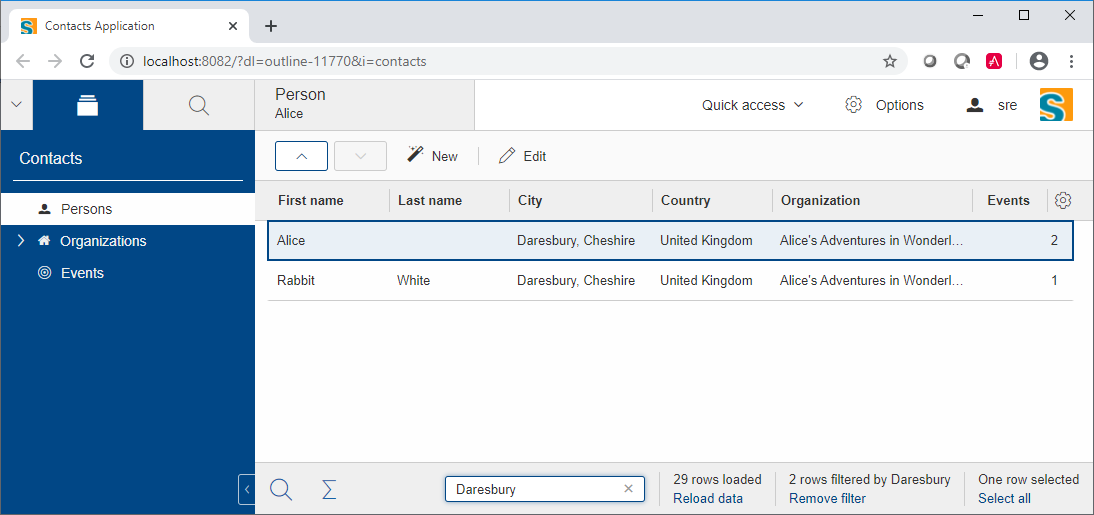 Contacts Application
localhost:8082/?dl=outline-11770&i=contacts
Person
Alice
Quick access
Options
sre
Contacts
Persons
Organizations
Events
New
Edit
First name Last name City Country Organization Events
Alice Daresbury, Cheshire United Kingdom Alice's Adventures in Wonderl... 2
Rabbit White Daresbury, Cheshire United Kingdom Alice's Adventures in Wonderl... 1
Daresbury
29 rows loaded
Reload data
2 rows filtered by Daresbury
Remove filter
One row selected
Select all